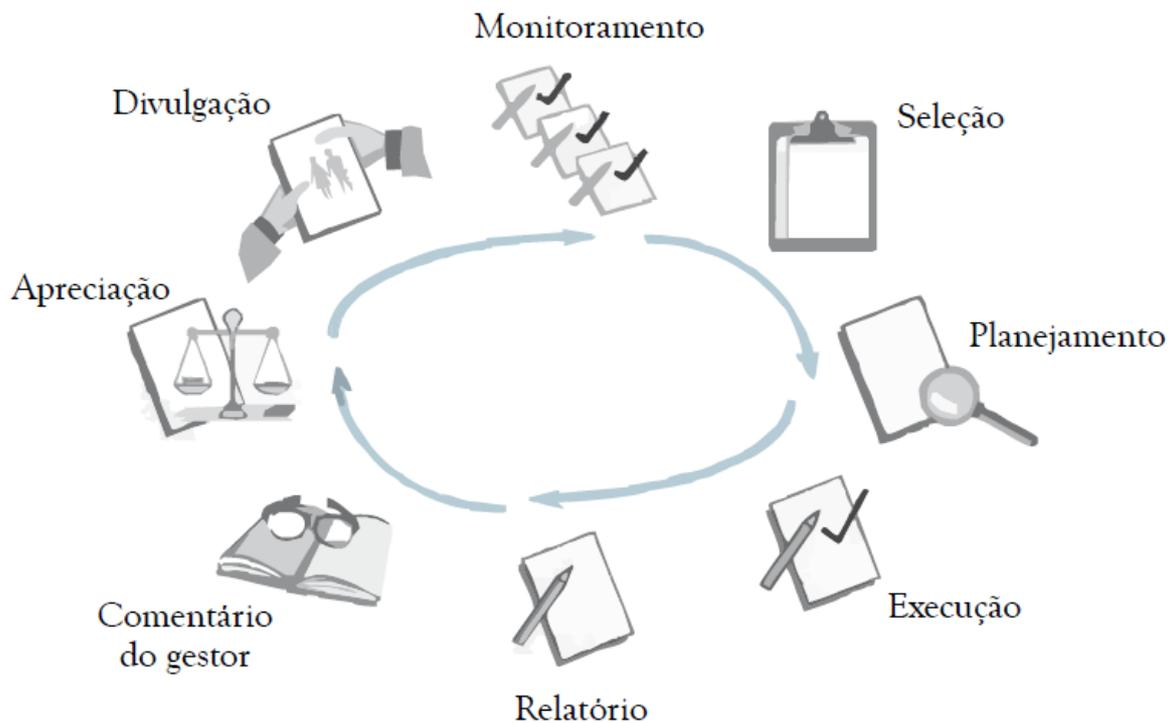 Monitoramento
Divulgação
Seleção
Apreciação
Planejamento
Execução
Comentário
do gestor
Relatório